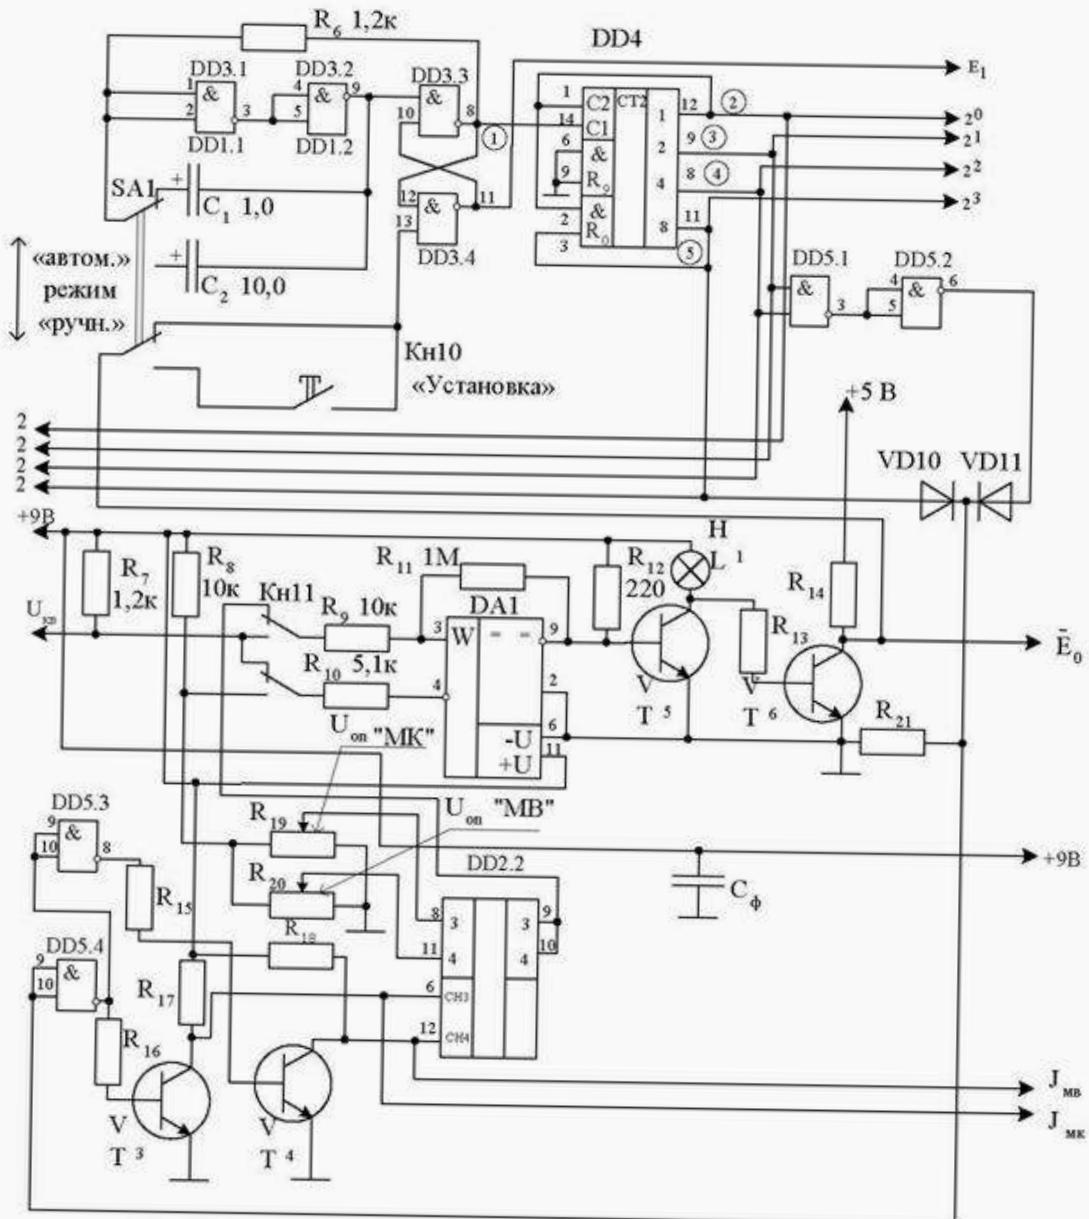 R6 1,2к
DD4
DD3.1
DD3.2
DD3.3
E1
1
2
&
3
4
5
&
9
10
&
8
DD1.1
DD1.2
①
1
14
6
9
2
3
C2
C1
&
R9
&
R0
CT2
1
2
4
8
12
9
8
11
②
③
④
⑤
2⁰
2¹
2²
2³
SA1
+
C1 1,0
12
13
&
11
DD3.4
+
C2 10,0
«автом.»
режим
«ручн.»
DD5.1
DD5.2
&
3
4
5
&
6
Кн10
«Установка»
+5 В
2
2
2
2
VD10
VD11
+9В
R7
1,2к
R8
10к
R11 1М
R12
220
H
L 1
R14
Кн11
R9 10к
DA1
3
W
= =
9
R13
Ē0
R10
5,1к
4
2
6
11
-U
+U
V
T 5
V
T 6
R21
Uоп "МК"
Uоп "МВ"
DD5.3
9
10
&
8
R19
R20
R18
DD2.2
Cф
+9В
R15
8
11
6
12
3
4
CH3
CH4
3
4
9
10
DD5.4
9
10
&
R17
R16
V
T 3
V
T 4
Jмв
Jмк